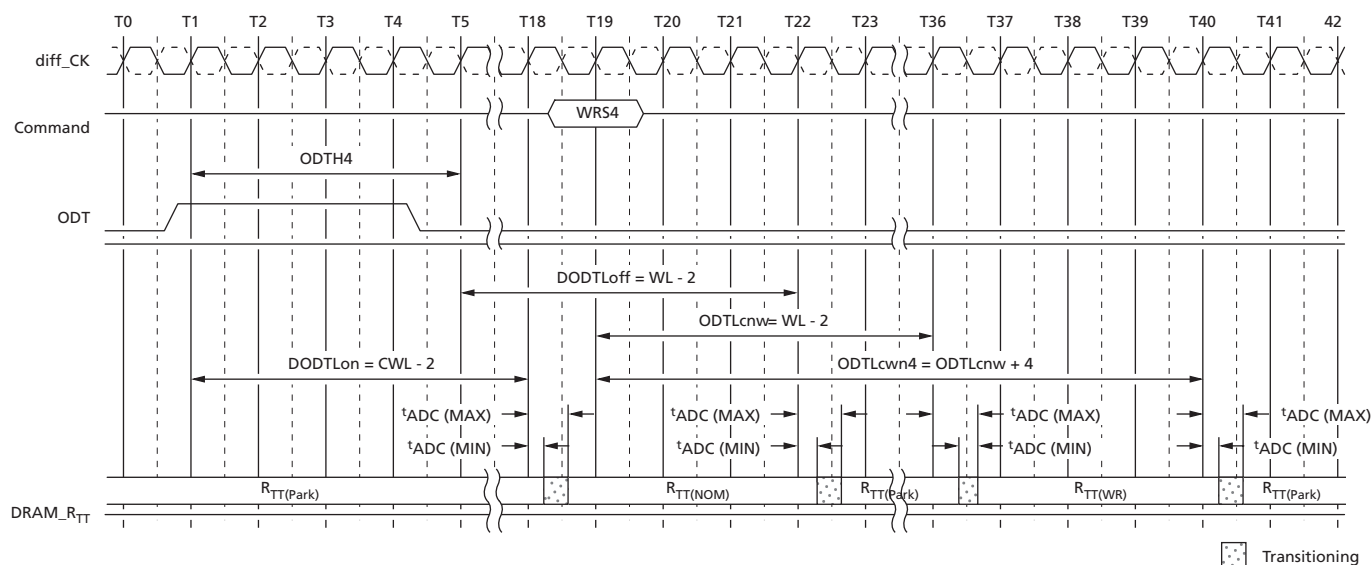 T0 T1 T2 T3 T4 T5 T18 T19 T20 T21 T22 T23 T36 T37 T38 T39 T40 T41 42
diff_CK
Command WRS4
ODTH4
ODT
DODTLoff = WL - 2
ODTLcnw= WL - 2
DODTLon = CWL - 2 ODTLcwn4 = ODTLcnw + 4
tADC (MAX) tADC (MAX) tADC (MAX) tADC (MAX)
tADC (MIN) tADC (MIN) tADC (MIN) tADC (MIN)
RTT(Park) RTT(NOM) RTT(Park) RTT(WR) RTT(Park)
DRAM_RTT
Transitioning